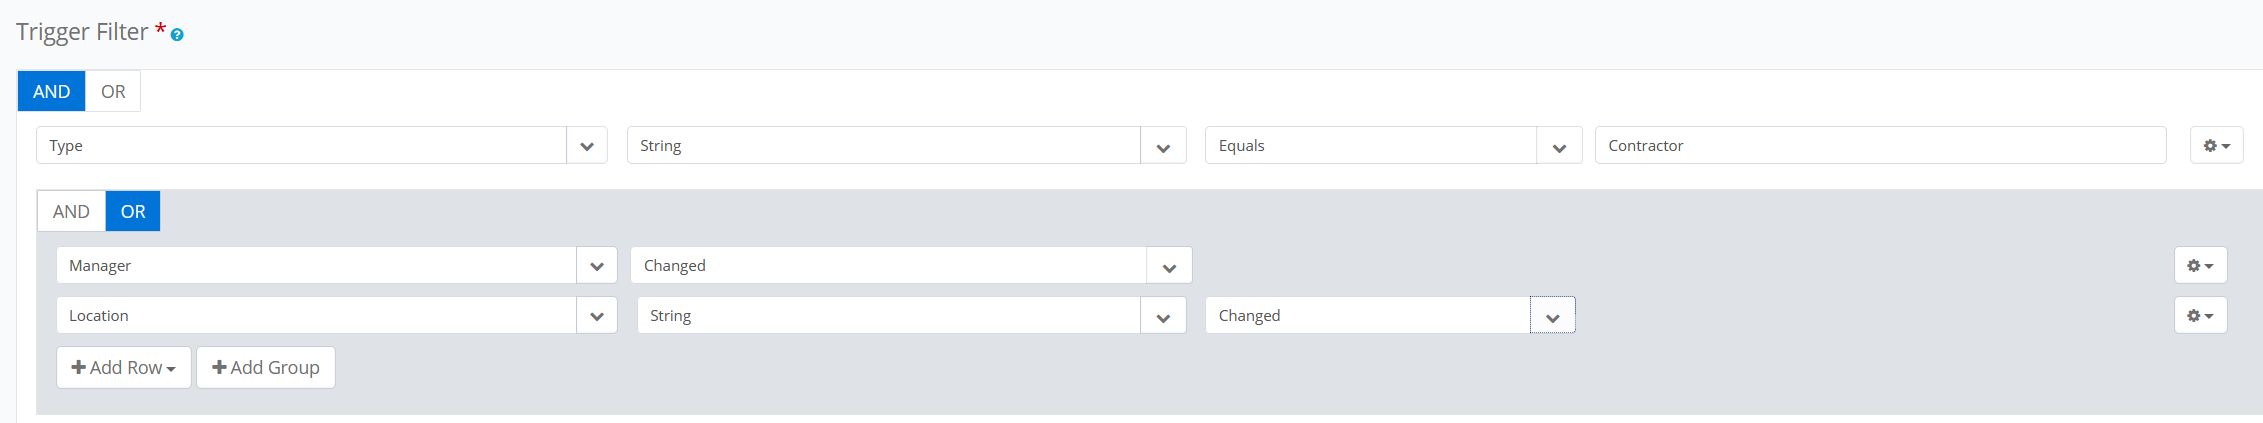 Trigger Filter *
AND OR
Type String Equals Contractor
AND OR
Manager Changed
Location String Changed
Add Row Add Group